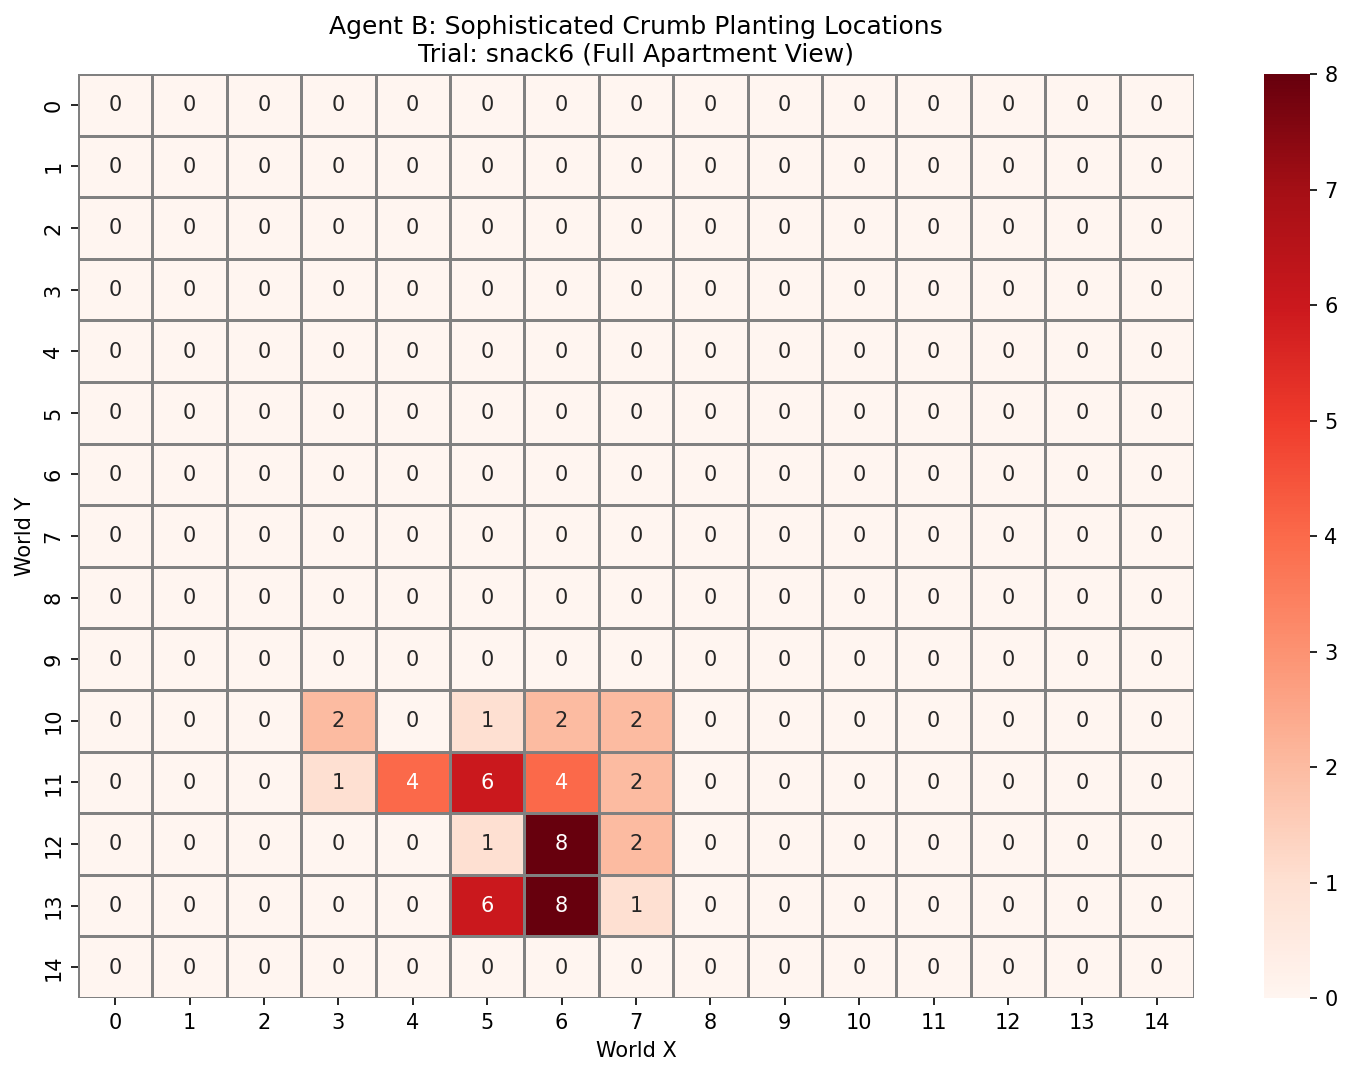 Agent B: Sophisticated Crumb Planting Locations
Trial: snack6 (Full Apartment View)
0 0 0 0 0 0 0 0 0 0 0 0 0 0 0 0
1 0 0 0 0 0 0 0 0 0 0 0 0 0 0 0
2 0 0 0 0 0 0 0 0 0 0 0 0 0 0 0
3 0 0 0 0 0 0 0 0 0 0 0 0 0 0 0
4 0 0 0 0 0 0 0 0 0 0 0 0 0 0 0
5 0 0 0 0 0 0 0 0 0 0 0 0 0 0 0
6 0 0 0 0 0 0 0 0 0 0 0 0 0 0 0
7 0 0 0 0 0 0 0 0 0 0 0 0 0 0 0
8 0 0 0 0 0 0 0 0 0 0 0 0 0 0 0
9 0 0 0 0 0 0 0 0 0 0 0 0 0 0 0
10 0 0 0 2 0 1 2 2 0 0 0 0 0 0 0
11 0 0 0 1 4 6 4 2 0 0 0 0 0 0 0
12 0 0 0 0 0 1 8 2 0 0 0 0 0 0 0
13 0 0 0 0 0 6 8 1 0 0 0 0 0 0 0
14 0 0 0 0 0 0 0 0 0 0 0 0 0 0 0
0 1 2 3 4 5 6 7 8 9 10 11 12 13 14
World X
World Y
8
7
6
5
4
3
2
1
0